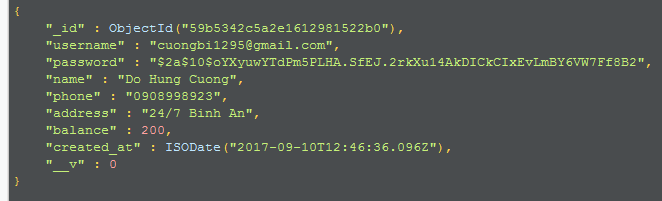 {
"_id" : ObjectId("59b5342c5a2e1612981522b0"),
"username" : "cuongbi1295@gmail.com",
"password" : "$2a$10$oYXyuwYTdPm5PLHA.SfEJ.2rkXu14AkDICkCIxEvLmBY6VW7Ff8B2",
"name" : "Do Hung Cuong",
"phone" : "0908998923",
"address" : "24/7 Binh An",
"balance" : 200,
"created_at" : ISODate("2017-09-10T12:46:36.096Z"),
"__v" : 0
}